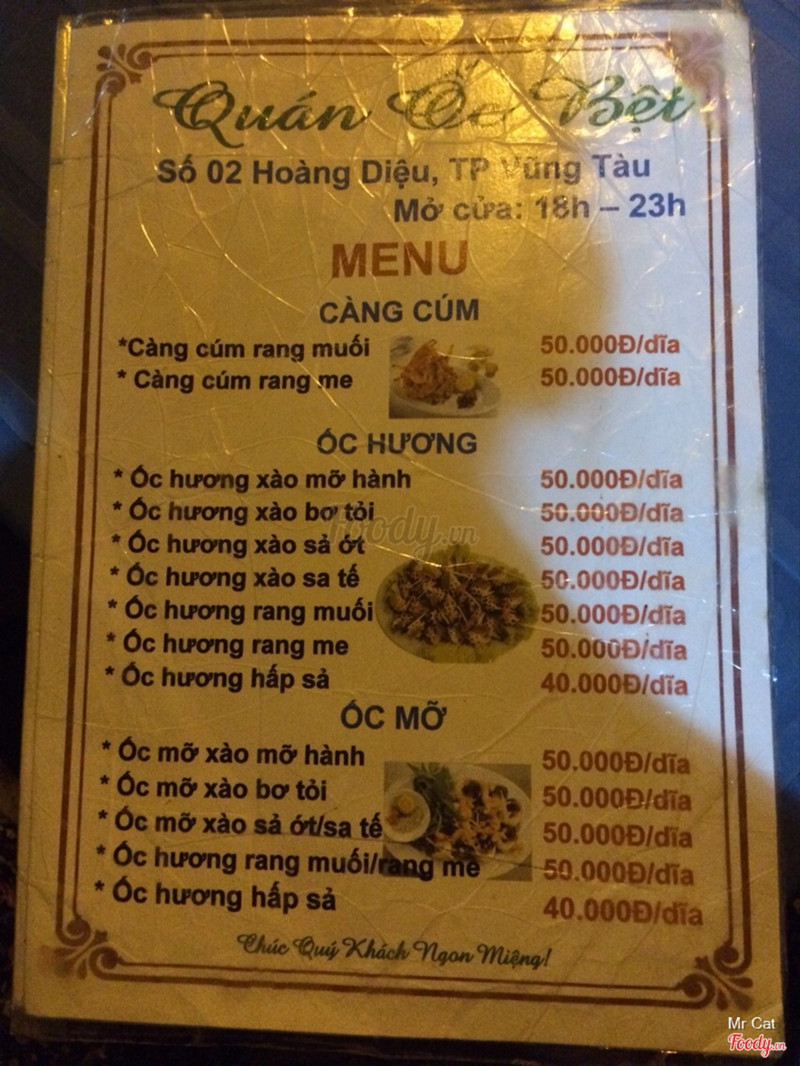 Quán Ốc Bệt
Số 02 Hoàng Diệu, TP Vũng Tàu
Mở cửa: 18h – 23h
MENU
CÀNG CÚM
*Càng cúm rang muối 50.000Đ/dĩa
* Càng cúm rang me 50.000Đ/dĩa
ỐC HƯƠNG
* Ốc hương xào mỡ hành 50.000Đ/dĩa
* Ốc hương xào bơ tỏi 50.000Đ/dĩa
* Ốc hương xào sả ớt 50.000Đ/dĩa
* Ốc hương xào sa tế 50.000Đ/dĩa
* Ốc hương rang muối 50.000Đ/dĩa
* Ốc hương rang me 50.000Đ/dĩa
* Ốc hương hấp sả 40.000Đ/dĩa
ỐC MỠ
* Ốc mỡ xào mỡ hành 50.000Đ/dĩa
* Ốc mỡ xào bơ tỏi 50.000Đ/dĩa
* Ốc mỡ xào sả ớt/sa tế 50.000Đ/dĩa
* Ốc hương rang muối/rang me 50.000Đ/dĩa
* Ốc hương hấp sả 40.000Đ/dĩa
Chúc Quý Khách Ngon Miệng!
Foody.vn
Mr Cat
Foody.vn